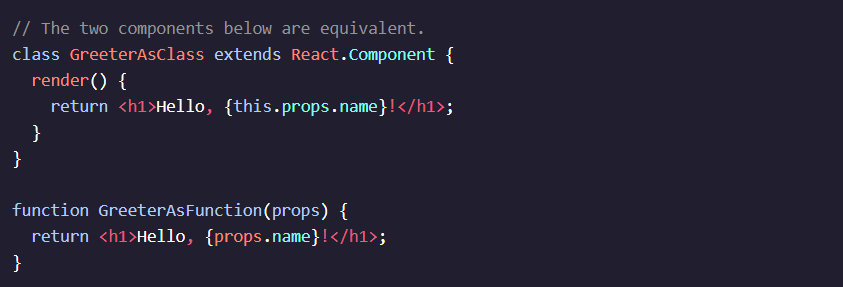 // The two components below are equivalent.
class GreeterAsClass extends React.Component {
  render() {
    return <h1>Hello, {this.props.name}!</h1>;
  }
}

function GreeterAsFunction(props) {
  return <h1>Hello, {props.name}!</h1>;
}